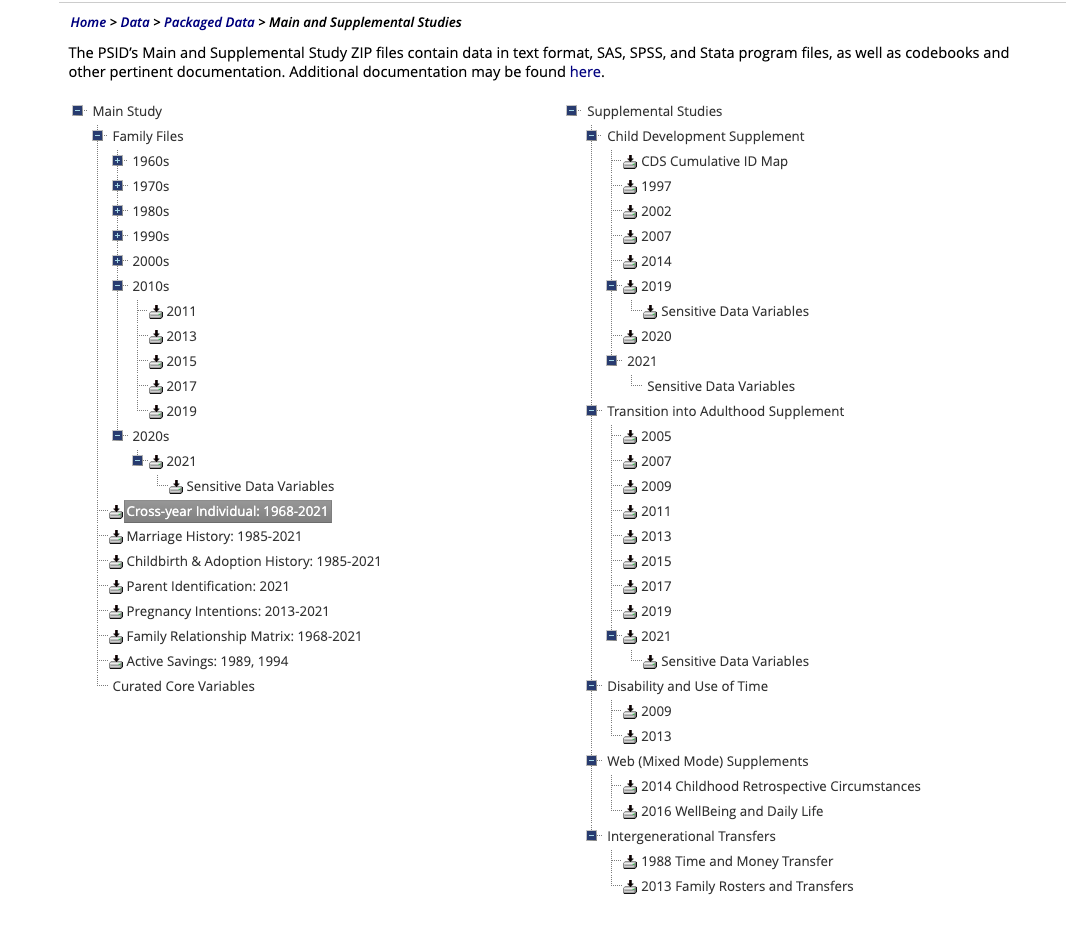 Home > Data > Packaged Data > Main and Supplemental Studies
The PSID's Main and Supplemental Study ZIP files contain data in text format, SAS, SPSS, and Stata program files, as well as codebooks and
other pertinent documentation. Additional documentation may be found here.
Main Study
Family Files
1960s
1970s
1980s
1990s
2000s
2010s
2011
2013
2015
2017
2019
2020s
2021
Sensitive Data Variables
Cross-year Individual: 1968-2021
Marriage History: 1985-2021
Childbirth & Adoption History: 1985-2021
Parent Identification: 2021
Pregnancy Intentions: 2013-2021
Family Relationship Matrix: 1968-2021
Active Savings: 1989, 1994
Curated Core Variables
Supplemental Studies
Child Development Supplement
CDS Cumulative ID Map
1997
2002
2007
2014
2019
Sensitive Data Variables
2020
2021
Sensitive Data Variables
Transition into Adulthood Supplement
2005
2007
2009
2011
2013
2015
2017
2019
2021
Sensitive Data Variables
Disability and Use of Time
2009
2013
Web (Mixed Mode) Supplements
2014 Childhood Retrospective Circumstances
2016 WellBeing and Daily Life
Intergenerational Transfers
1988 Time and Money Transfer
2013 Family Rosters and Transfers